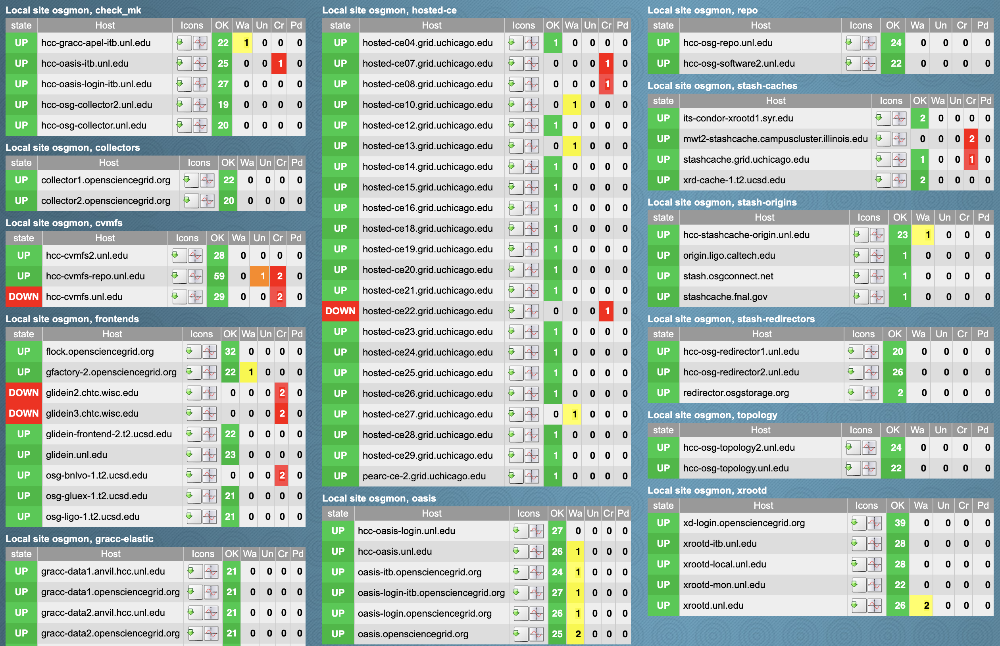 Local site osgmon, check_mk
state Host Icons OK Wa Un Cr Pd
UP hcc-gracc-apel-itb.unl.edu 22 1 0 0 0
UP hcc-oasis-itb.unl.edu 25 0 0 1 0
UP hcc-oasis-login-itb.unl.edu 27 0 0 0 0
UP hcc-osg-collector2.unl.edu 19 0 0 0 0
UP hcc-osg-collector.unl.edu 20 0 0 0 0
Local site osgmon, collectors
state Host Icons OK Wa Un Cr Pd
UP collector1.opensciencegrid.org 22 0 0 0 0
UP collector2.opensciencegrid.org 20 0 0 0 0
Local site osgmon, cvmfs
state Host Icons OK Wa Un Cr Pd
UP hcc-cvmfs2.unl.edu 28 0 0 0 0
UP hcc-cvmfs-repo.unl.edu 59 0 1 2 0
DOWN hcc-cvmfs.unl.edu 29 0 0 2 0
Local site osgmon, frontends
state Host Icons OK Wa Un Cr Pd
UP flock.opensciencegrid.org 32 0 0 0 0
UP gfactory-2.opensciencegrid.org 22 1 0 0 0
DOWN glidein2.chtc.wisc.edu 0 0 0 2 0
DOWN glidein3.chtc.wisc.edu 0 0 0 2 0
UP glidein-frontend-2.t2.ucsd.edu 22 0 0 0 0
UP glidein.unl.edu 23 0 0 0 0
UP osg-bnlvo-1.t2.ucsd.edu 0 0 0 2 0
UP osg-gluex-1.t2.ucsd.edu 21 0 0 0 0
UP osg-ligo-1.t2.ucsd.edu 21 0 0 0 0
Local site osgmon, gracc-elastic
state Host Icons OK Wa Un Cr Pd
UP gracc-data1.anvil.hcc.unl.edu 21 0 0 0 0
UP gracc-data1.opensciencegrid.org 21 0 0 0 0
UP gracc-data2.anvil.hcc.unl.edu 21 0 0 0 0
UP gracc-data2.opensciencegrid.org 21 0 0 0 0
Local site osgmon, hosted-ce
state Host Icons OK Wa Un Cr Pd
UP hosted-ce04.grid.uchicago.edu 1 0 0 0 0
UP hosted-ce07.grid.uchicago.edu 0 0 0 1 0
UP hosted-ce08.grid.uchicago.edu 0 0 0 1 0
UP hosted-ce10.grid.uchicago.edu 0 1 0 0 0
UP hosted-ce12.grid.uchicago.edu 1 0 0 0 0
UP hosted-ce13.grid.uchicago.edu 0 1 0 0 0
UP hosted-ce14.grid.uchicago.edu 1 0 0 0 0
UP hosted-ce15.grid.uchicago.edu 1 0 0 0 0
UP hosted-ce16.grid.uchicago.edu 1 0 0 0 0
UP hosted-ce18.grid.uchicago.edu 1 0 0 0 0
UP hosted-ce19.grid.uchicago.edu 1 0 0 0 0
UP hosted-ce20.grid.uchicago.edu 1 0 0 0 0
UP hosted-ce21.grid.uchicago.edu 1 0 0 0 0
DOWN hosted-ce22.grid.uchicago.edu 0 0 0 1 0
UP hosted-ce23.grid.uchicago.edu 1 0 0 0 0
UP hosted-ce24.grid.uchicago.edu 1 0 0 0 0
UP hosted-ce25.grid.uchicago.edu 1 0 0 0 0
UP hosted-ce26.grid.uchicago.edu 1 0 0 0 0
UP hosted-ce27.grid.uchicago.edu 0 1 0 0 0
UP hosted-ce28.grid.uchicago.edu 1 0 0 0 0
UP hosted-ce29.grid.uchicago.edu 1 0 0 0 0
UP pearc-ce-2.grid.uchicago.edu 1 0 0 0 0
Local site osgmon, oasis
state Host Icons OK Wa Un Cr Pd
UP hcc-oasis-login.unl.edu 27 0 0 0 0
UP hcc-oasis.unl.edu 26 1 0 0 0
UP oasis-itb.opensciencegrid.org 24 1 0 0 0
UP oasis-login-itb.opensciencegrid.org 27 1 0 0 0
UP oasis-login.opensciencegrid.org 26 1 0 0 0
UP oasis.opensciencegrid.org 25 2 0 0 0
Local site osgmon, repo
state Host Icons OK Wa Un Cr Pd
UP hcc-osg-repo.unl.edu 24 0 0 0 0
UP hcc-osg-software2.unl.edu 22 0 0 0 0
Local site osgmon, stash-caches
state Host Icons OK Wa Un Cr Pd
UP its-condor-xrootd1.syr.edu 2 0 0 0 0
UP mwt2-stashcache.campuscluster.illinois.edu 0 0 0 2 0
UP stashcache.grid.uchicago.edu 1 0 0 1 0
UP xrd-cache-1.t2.ucsd.edu 2 0 0 0 0
Local site osgmon, stash-origins
state Host Icons OK Wa Un Cr Pd
UP hcc-stashcache-origin.unl.edu 23 1 0 0 0
UP origin.ligo.caltech.edu 1 0 0 0 0
UP stash.osgconnect.net 1 0 0 0 0
UP stashcache.fnal.gov 1 0 0 0 0
Local site osgmon, stash-redirectors
state Host Icons OK Wa Un Cr Pd
UP hcc-osg-redirector1.unl.edu 20 0 0 0 0
UP hcc-osg-redirector2.unl.edu 26 0 0 0 0
UP redirector.osgstorage.org 2 0 0 0 0
Local site osgmon, topology
state Host Icons OK Wa Un Cr Pd
UP hcc-osg-topology2.unl.edu 24 0 0 0 0
UP hcc-osg-topology.unl.edu 22 0 0 0 0
Local site osgmon, xrootd
state Host Icons OK Wa Un Cr Pd
UP xd-login.opensciencegrid.org 39 0 0 0 0
UP xrootd-itb.unl.edu 28 0 0 0 0
UP xrootd-local.unl.edu 28 0 0 0 0
UP xrootd-mon.unl.edu 22 0 0 0 0
UP xrootd.unl.edu 26 2 0 0 0